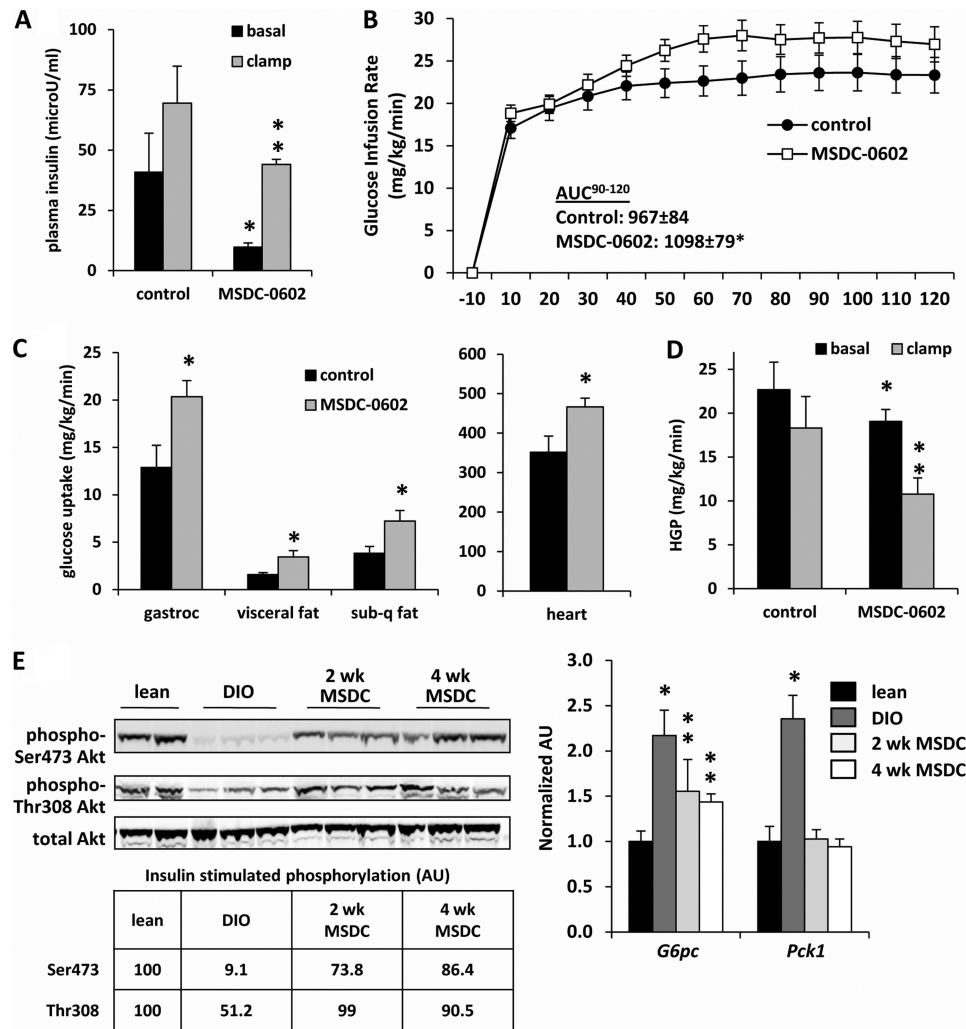 A
100
75
50
25
0
plasma insulin (microU/ml)
basal
clamp
*
*
*
control
MSDC-0602
B
30
25
20
15
10
5
0
Glucose Infusion Rate
(mg/kg/min)
control
MSDC-0602
AUC90-120
Control: 967±84
MSDC-0602: 1098±79*
-10 10 20 30 40 50 60 70 80 90 100 110 120
C
25
20
15
10
5
0
glucose uptake (mg/kg/min)
control
MSDC-0602
*
*
*
gastroc visceral fat sub-q fat
600
500
400
300
200
100
0
*
heart
D
basal clamp
25
20
15
10
5
0
HGP (mg/kg/min)
*
*
*
control MSDC-0602
E
lean DIO 2 wk MSDC 4 wk MSDC
phospho-
Ser473 Akt
phospho-
Thr308 Akt
total Akt
Insulin stimulated phosphorylation (AU)
lean DIO 2 wk MSDC 4 wk MSDC
Ser473 100 9.1 73.8 86.4
Thr308 100 51.2 99 90.5
3.0
2.5
2.0
1.5
1.0
0.5
0.0
Normalized AU
*
*
*
*
*
*
lean
DIO
2 wk MSDC
4 wk MSDC
G6pc Pck1